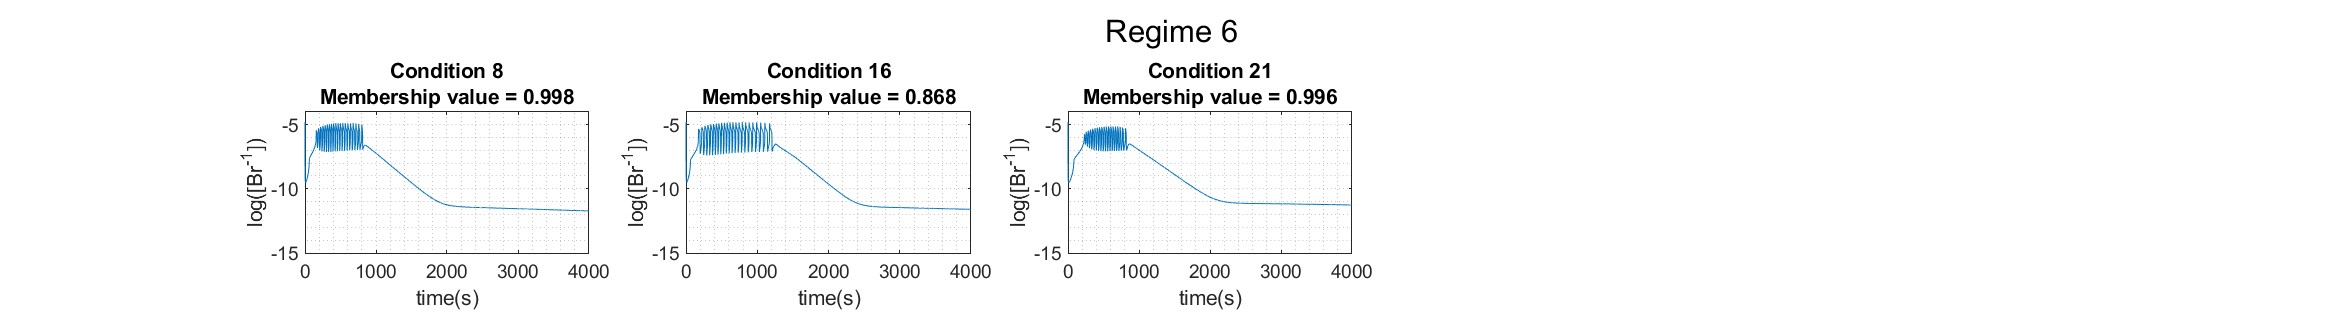 Regime 6
Condition 8
Membership value = 0.998
-5
-10
-15
log([Br-1])
0 1000 2000 3000 4000
time(s)
Condition 16
Membership value = 0.868
-5
-10
-15
log([Br-1])
0 1000 2000 3000 4000
time(s)
Condition 21
Membership value = 0.996
-5
-10
-15
log([Br-1])
0 1000 2000 3000 4000
time(s)